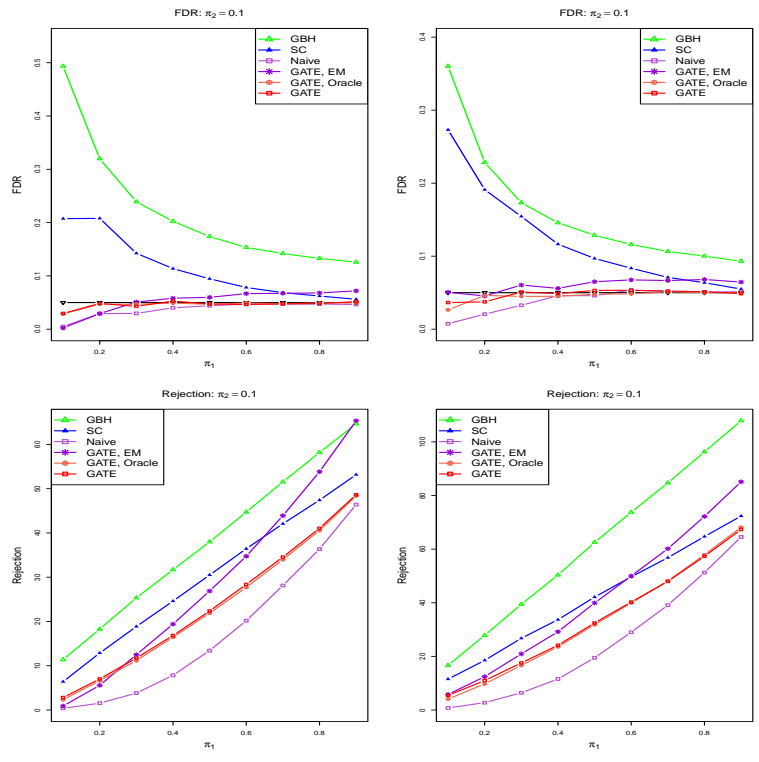 FDR: π₂ = 0.1
GBH
SC
Naive
GATE, EM
GATE, Oracle
GATE
FDR
0.5
0.4
0.3
0.2
0.1
0.0
0.2 0.4 0.6 0.8
π₁
FDR: π₂ = 0.1
GBH
SC
Naive
GATE, EM
GATE, Oracle
GATE
FDR
0.4
0.3
0.2
0.1
0.0
0.2 0.4 0.6 0.8
π₁
Rejection: π₂ = 0.1
GBH
SC
Naive
GATE, EM
GATE, Oracle
GATE
Rejection
60
50
40
30
20
10
0
0.2 0.4 0.6 0.8
π₁
Rejection: π₂ = 0.1
GBH
SC
Naive
GATE, EM
GATE, Oracle
GATE
Rejection
100
80
60
40
20
0
0.2 0.4 0.6 0.8
π₁